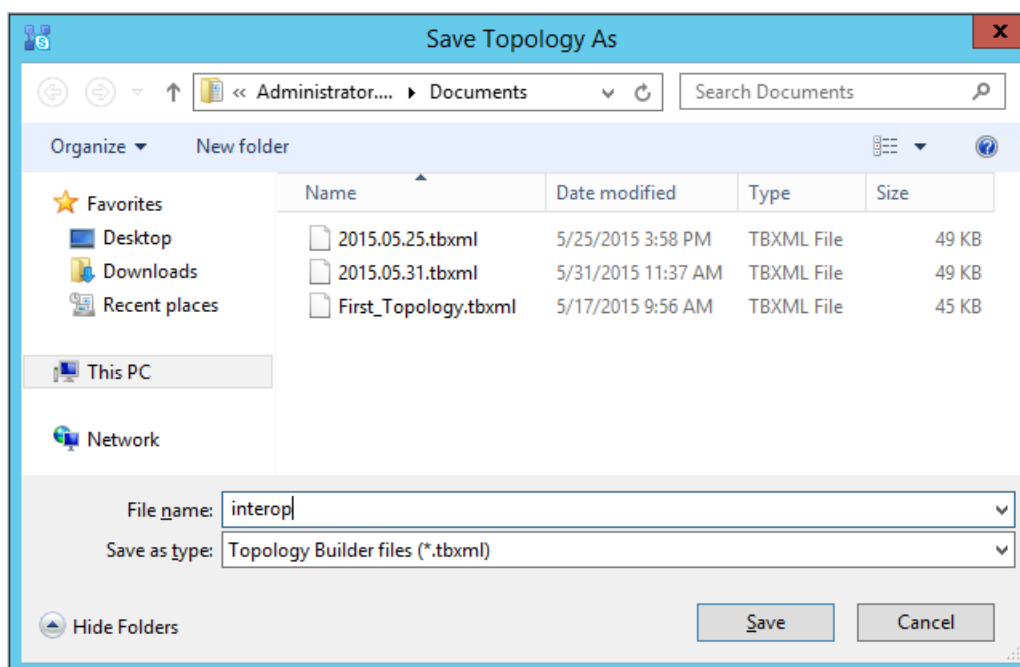 Save Topology As
x
« Administrator.... Documents
Search Documents
Organize
New folder
Favorites
Desktop
Downloads
Recent places
This PC
Network
Name Date modified Type Size
2015.05.25.tbxml 5/25/2015 3:58 PM TBXML File 49 KB
2015.05.31.tbxml 5/31/2015 11:37 AM TBXML File 49 KB
First_Topology.tbxml 5/17/2015 9:56 AM TBXML File 45 KB
File name: interop
Save as type: Topology Builder files (*.tbxml)
Hide Folders
Save
Cancel